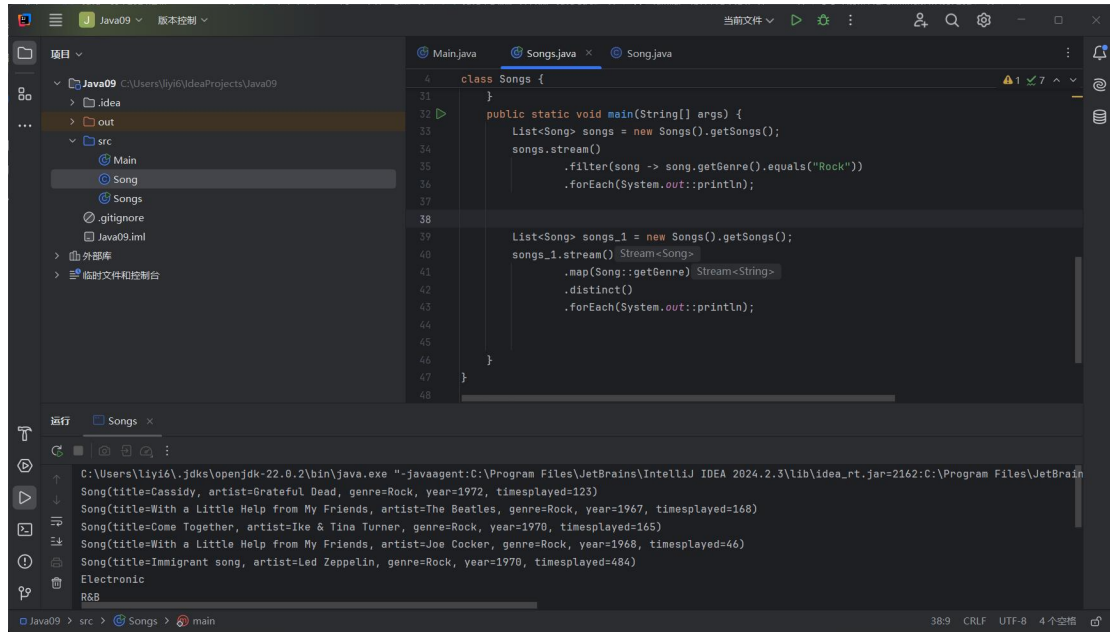 J Java09 版本控制 当前文件
项目
Java09 C:\Users\liyi6\IdeaProjects\Java09
.idea
out
src
Main
Song
Songs
.gitignore
Java09.iml
外部库
临时文件和控制台
Main.java Songs.java Song.java
4 class Songs { 1 7
31 }
32 public static void main(String[] args) {
33 List<Song> songs = new Songs().getSongs();
34 songs.stream()
35 .filter(song -> song.getGenre().equals("Rock"))
36 .forEach(System.out::println);
37
38
39 List<Song> songs_1 = new Songs().getSongs();
40 songs_1.stream() Stream<Song>
41 .map(Song::getGenre) Stream<String>
42 .distinct()
43 .forEach(System.out::println);
44
45
46 }
47 }
48
运行 Songs
C:\Users\liyi6\.jdks\openjdk-22.0.2\bin\java.exe "-javaagent:C:\Program Files\JetBrains\IntelliJ IDEA 2024.2.3\lib\idea_rt.jar=2162:C:\Program Files\JetBrain
Song(title=Cassidy, artist=Grateful Dead, genre=Rock, year=1972, timesplayed=123)
Song(title=With a Little Help from My Friends, artist=The Beatles, genre=Rock, year=1967, timesplayed=168)
Song(title=Come Together, artist=Ike & Tina Turner, genre=Rock, year=1970, timesplayed=165)
Song(title=With a Little Help from My Friends, artist=Joe Cocker, genre=Rock, year=1968, timesplayed=46)
Song(title=Immigrant song, artist=Led Zeppelin, genre=Rock, year=1970, timesplayed=484)
Electronic
R&B
Java09 > src > Songs > main 38:9 CRLF UTF-8 4 个空格